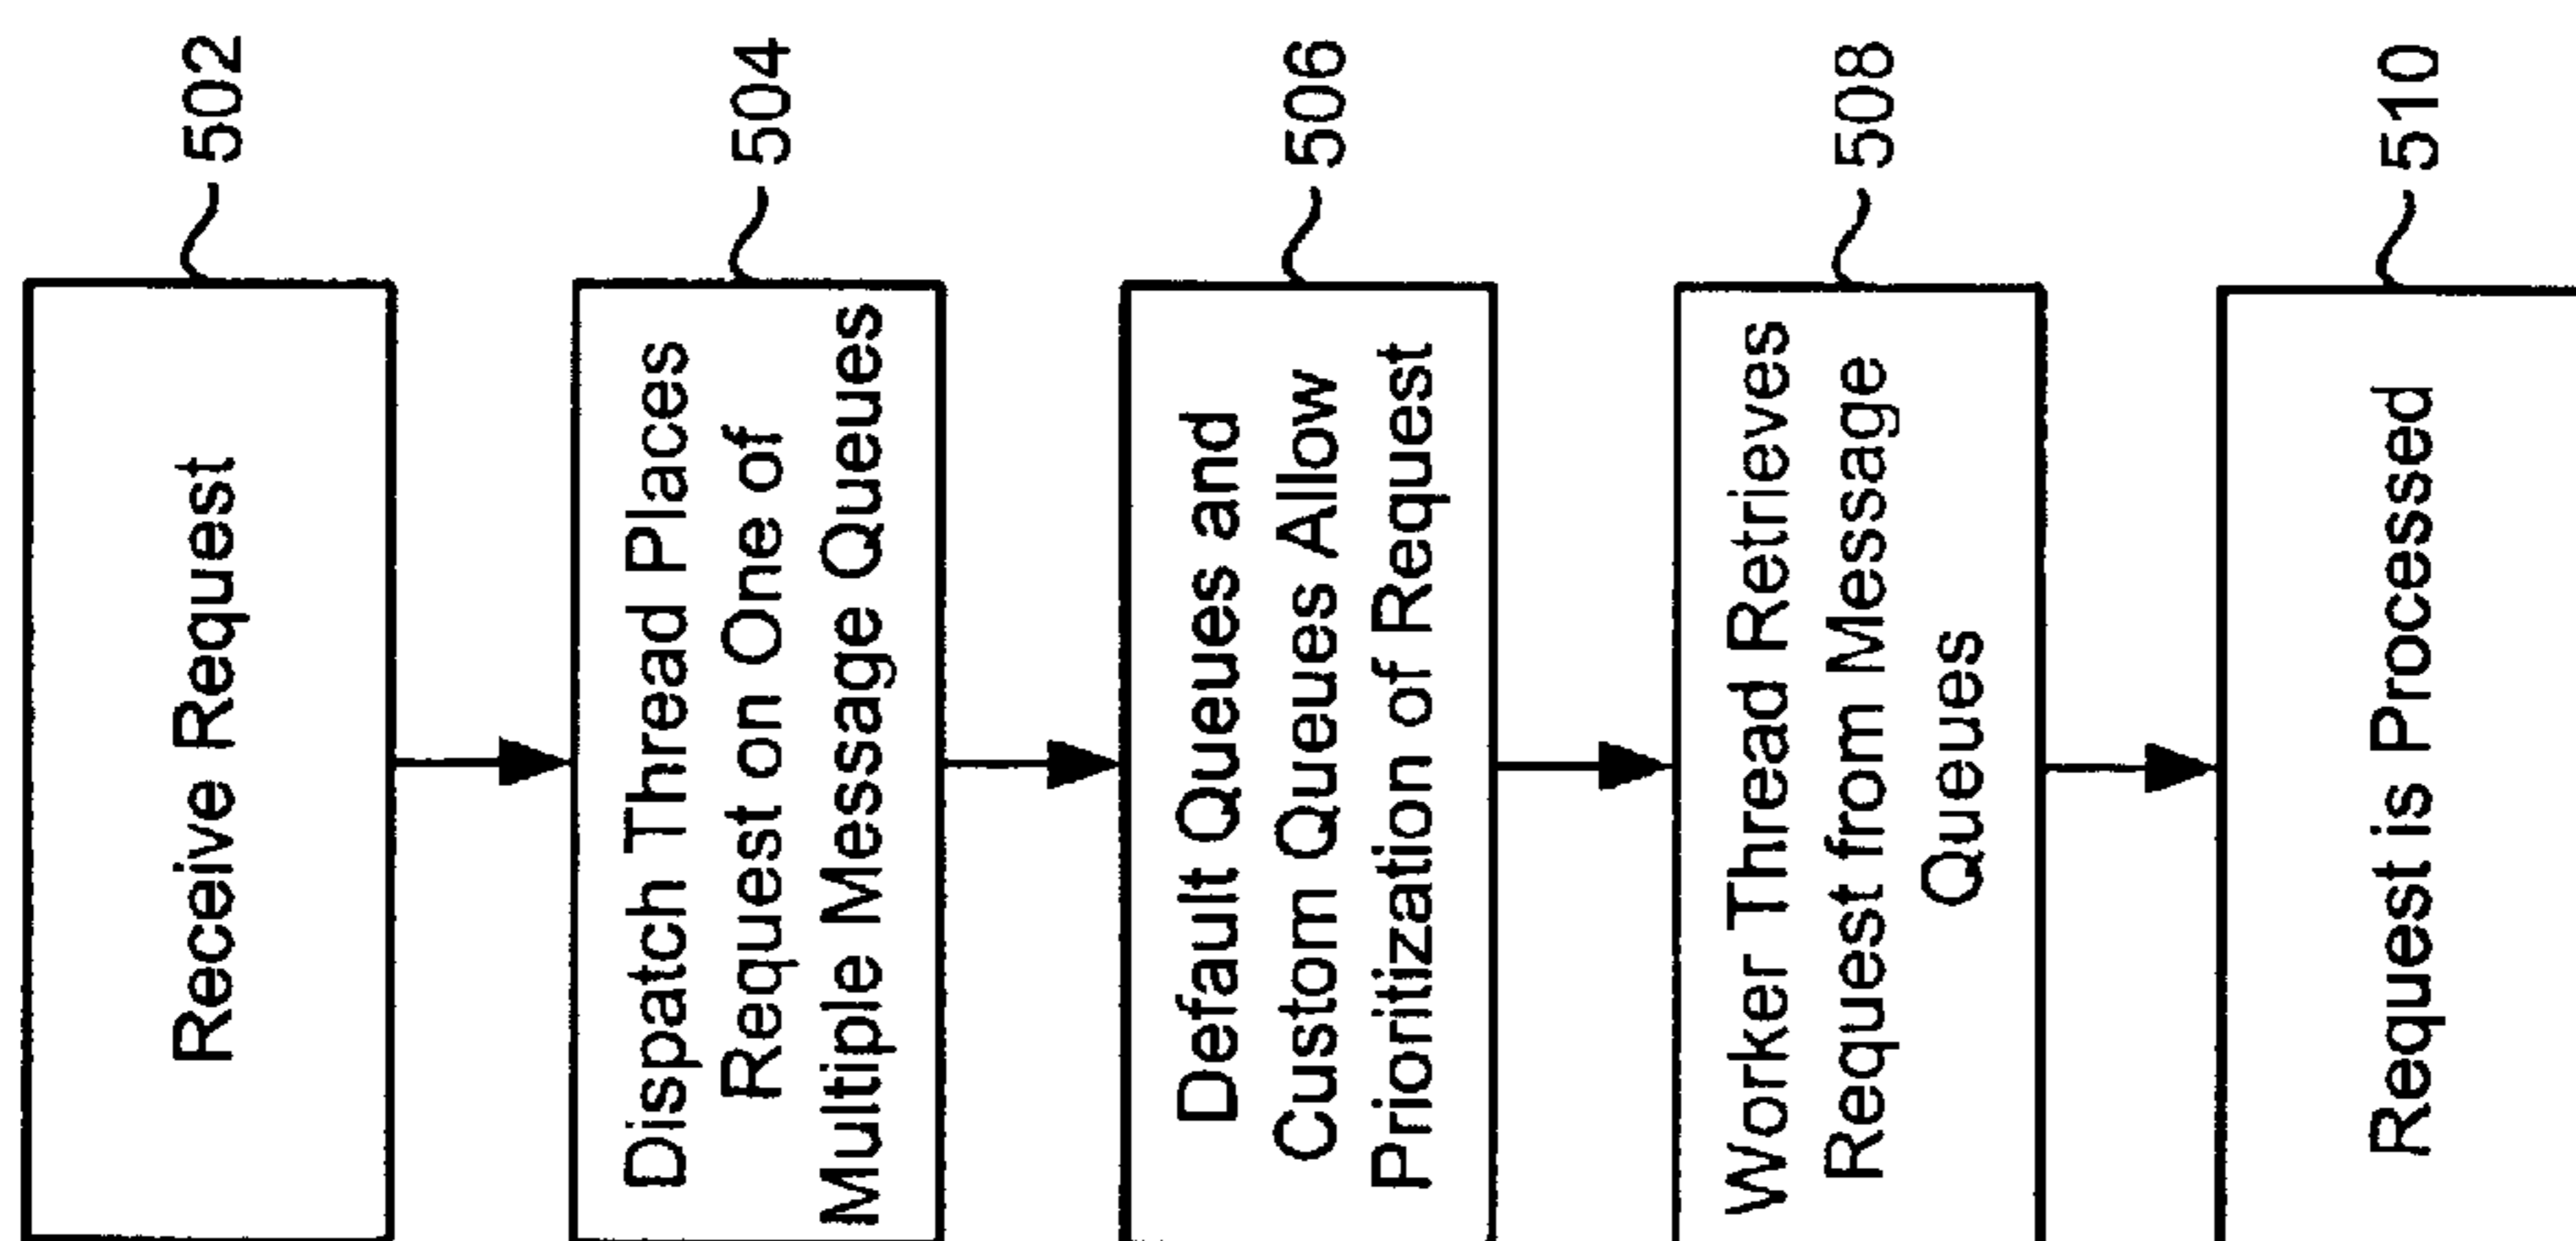 Receive Request
502
Dispatch Thread Places
Request on One of
Multiple Message Queues
504
Default Queues and
Custom Queues Allow
Prioritization of Request
506
Worker Thread Retrieves
Request from Message
Queues
508
Request is Processed
510